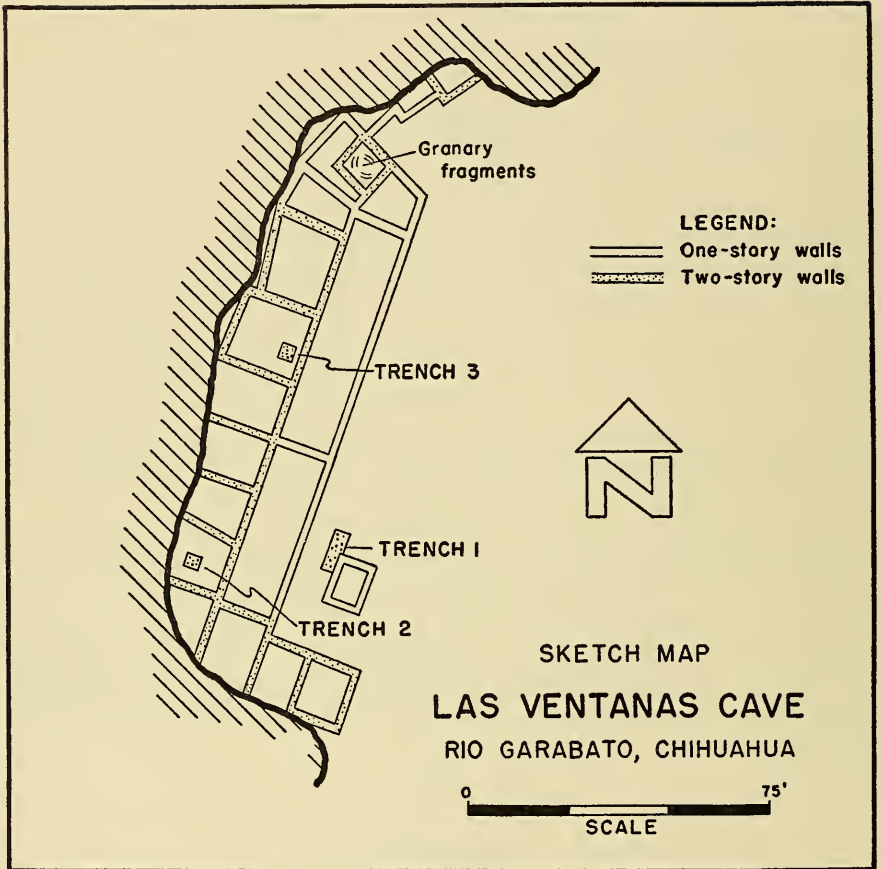 Granary
fragments
LEGEND:
One-story walls
Two-story walls
TRENCH 3
N
TRENCH 1
TRENCH 2
SKETCH MAP
LAS VENTANAS CAVE
RIO GARABATO, CHIHUAHUA
0 75'
SCALE